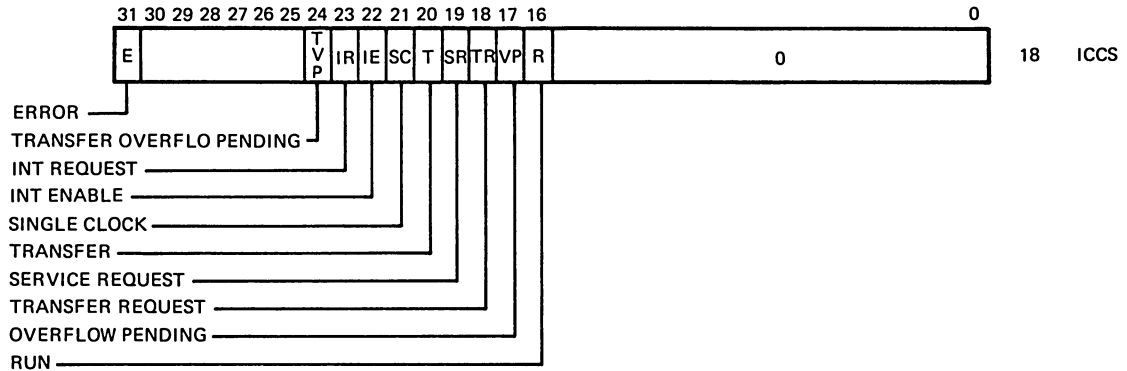 31 30 29 28 27 26 25 24 23 22 21 20 19 18 17 16 0
E TVP IR IE SC T SR TR VP R 0 18 ICCS
ERROR
TRANSFER OVERFLO PENDING
INT REQUEST
INT ENABLE
SINGLE CLOCK
TRANSFER
SERVICE REQUEST
TRANSFER REQUEST
OVERFLOW PENDING
RUN